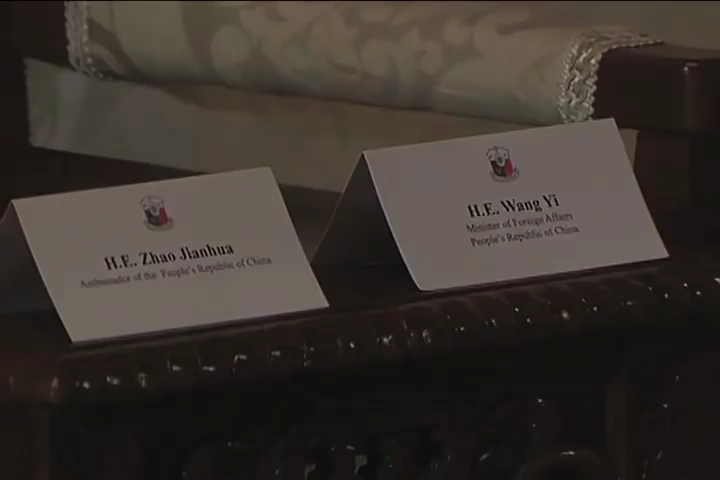 H.E. Zhao Jianhua
Ambassador of the People's Republic of China
H.E. Wang Yi
Minister of Foreign Affairs
People's Republic of China